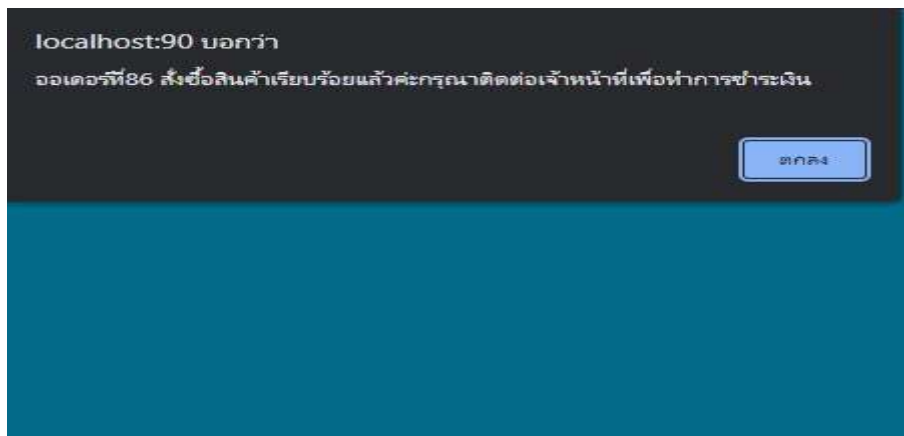 localhost:90 บอกว่า
ออเดอร์ที่86 สั่งซื้อสินค้าเรียบร้อยแล้วค่ะกรุณาติดต่อเจ้าหน้าที่เพื่อทำการชำระเงิน
ตกลง